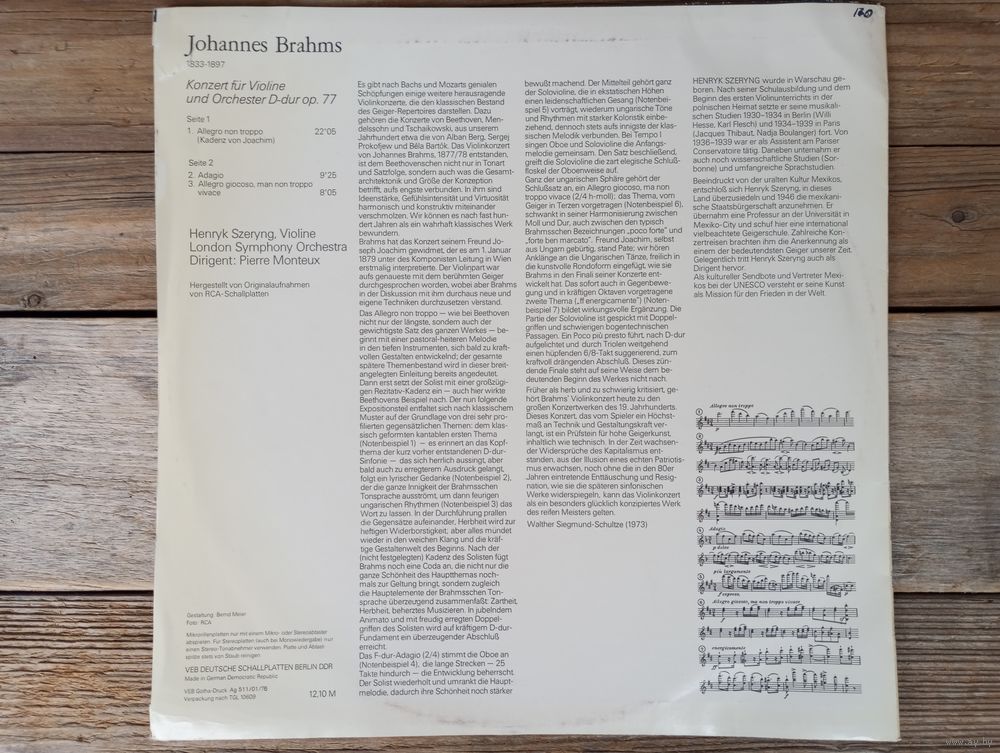 160
Johannes Brahms
1833-1897
Konzert für Violine
und Orchester D-dur op. 77
Seite 1
1. Allegro non troppo 22'05
(Kadenz von Joachim)
Seite 2
2. Adagio 9'25
3. Allegro giocoso, man non troppo
vivace 8'05
Henryk Szeryng, Violine
London Symphony Orchestra
Dirigent: Pierre Monteux
Hergestellt von Originalaufnahmen
von RCA-Schallplatten
Gestaltung: Bernd Meier
Foto: RCA
Mikrorillenplatten nur mit einem Mikro- oder Stereoabtaster
abspielen. Für Stereoplatten (auch bei Monowiedergabe) nur
einen Stereo-Tonabnehmer verwenden. Platte und Abtast-
spitze stets von Staub reinigen.
VEB DEUTSCHE SCHALLPLATTEN BERLIN DDR
Made in German Democratic Republic
VEB Gotha-Druck Ag 511/01/76
Verpackung nach TGL 10609
12,10 M
Es gibt nach Bachs und Mozarts genialen
Schöpfungen einige weitere herausragende
Violinkonzerte, die den klassischen Bestand
des Geiger-Repertoires darstellen. Dazu
gehören die Konzerte von Beethoven, Men-
delssohn und Tschaikowski, aus unserem
Jahrhundert etwa die von Alban Berg, Sergej
Prokofjew und Béla Bartók. Das Violinkonzert
von Johannes Brahms, 1877/78 entstanden,
ist dem Beethovenschen nicht nur in Tonart
und Satzfolge, sondern auch was die Gesamt-
architektonik und Größe der Konzeption
betrifft, aufs engste verbunden. In ihm sind
Ideenstärke, Gefühlsintensität und Virtuosität
harmonisch und konstruktiv miteinander
verschmolzen. Wir können es nach fast hun-
dert Jahren als ein wahrhaft klassisches Werk
bewundern.
Brahms hat das Konzert seinem Freund Jo-
seph Joachim gewidmet, der es am 1. Januar
1879 unter des Komponisten Leitung in Wien
erstmalig interpretierte. Der Violinpart war
aufs genaueste mit dem berühmten Geiger
durchgesprochen worden, wobei aber Brahms
in der Diskussion mit ihm durchaus neue und
eigene Techniken durchzusetzen verstand.
Das Allegro non troppo — wie bei Beethoven
nicht nur der längste, sondern auch der
gewichtigste Satz des ganzen Werkes — be-
ginnt mit einer pastoral-heiteren Melodie
in den tiefen Instrumenten, sich bald zu kraft-
vollen Gestalten entwickelnd; der gesamte
spätere Themenbestand wird in dieser breit-
angelegten Einleitung bereits angedeutet.
Dann erst setzt der Solist mit einer großzügi-
gen Rezitativ-Kadenz ein — auch hier wirkte
Beethovens Beispiel nach. Der nun folgende
Expositionsteil entfaltet sich nach klassischem
Muster auf der Grundlage von drei sehr pro-
filierten gegensätzlichen Themen: dem klas-
sisch geformten kantablen ersten Thema
(Notenbeispiel 1) — es erinnert an das Kopf-
thema der kurz vorher entstandenen D-dur-
Sinfonie — das sich herrlich aussingt, aber
bald auch zu erregterem Ausdruck gelangt,
folgt ein lyrischer Gedanke (Notenbeispiel 2),
der die ganze Innigkeit der Brahmsschen
Tonsprache ausströmt, um dann feurigen
ungarischen Rhythmen (Notenbeispiel 3) das
Wort zu lassen. In der Durchführung prallen
die Gegensätze aufeinander, Herbheit wird zur
heftigen Widerborstigkeit, aber alles mündet
wieder in den weichen Klang und die kräf-
tige Gestaltenwelt des Beginns. Nach der
(nicht festgelegten) Kadenz des Solisten fügt
Brahms noch eine Coda an, die nicht nur die
ganze Schönheit des Hauptthemas noch-
mals zur Geltung bringt, sondern zugleich
die Hauptelemente der Brahmsschen Ton-
sprache überzeugend zusammenfaßt: Zartheit,
Herbheit, beherztes Musizieren. In jubelndem
Animato und mit freudig erregten Doppel-
griffen des Solisten wird auf kräftigem D-dur-
Fundament ein überzeugender Abschluß
erreicht.
Das F-dur-Adagio (2/4) stimmt die Oboe an
(Notenbeispiel 4), die lange Strecken — 25
Takte hindurch — die Entwicklung beherrscht.
Der Solist wiederholt und umrankt die Haupt-
melodie, dadurch ihre Schönheit noch stärker
bewußt machend. Der Mittelteil gehört ganz
der Solovioline, die in ekstatischen Höhen
einen leidenschaftlichen Gesang (Notenbei-
spiel 5) vorträgt, wiederum ungarische Töne
und Rhythmen mit starker Koloristik einbe-
ziehend, dennoch stets aufs innigste der klas-
sischen Melodik verbunden. Bei Tempo I
singen Oboe und Solovioline die Anfangs-
melodie gemeinsam. Den Satz beschließend,
greift die Solovioline die zart elegische Schluß-
floskel der Oboenweise auf.
Ganz der ungarischen Sphäre gehört der
Schlußsatz an, ein Allegro giocoso, ma non
troppo vivace (2/4 h-moll); das Thema, vom
Geiger in Terzen vorgetragen (Notenbeispiel 6),
schwankt in seiner Harmonisierung zwischen
Moll und Dur, auch zwischen den typisch
Brahmsschen Bezeichnungen „poco forte" und
„forte ben marcato". Freund Joachim, selbst
aus Ungarn gebürtig, stand Pate; wir hören
Anklänge an die Ungarischen Tänze, freilich in
die kunstvolle Rondoform eingefügt, wie sie
Brahms in den Finali seiner Konzerte ent-
wickelt hat. Das sofort auch in Gegenbewe-
gung und in kräftigen Oktaven vorgetragene
zweite Thema („ff energicamente") (Noten-
beispiel 7) bildet wirkungsvolle Ergänzung. Die
Partie der Solovioline ist gespickt mit Doppel-
griffen und schwierigen bogentechnischen
Passagen. Ein Poco più presto führt, nach D-dur
aufgelichtet und durch Triolen weitgehend
einen hüpfenden 6/8-Takt suggerierend, zum
kraftvoll drängenden Abschluß. Dieses zün-
dende Finale steht auf seine Weise dem be-
deutenden Beginn des Werkes nicht nach.
Früher als herb und zu schwierig kritisiert, ge-
hört Brahms' Violinkonzert heute zu den
großen Konzertwerken des 19. Jahrhunderts.
Dieses Konzert, das vom Spieler ein Höchst-
maß an Technik und Gestaltungskraft ver-
langt, ist ein Prüfstein für hohe Geigerkunst,
inhaltlich wie technisch. In der Zeit wachsen-
der Widersprüche des Kapitalismus ent-
standen, aus der Illusion eines echten Patriotis-
mus erwachsen, noch ohne die in den 80er
Jahren eintretende Enttäuschung und Resig-
nation, wie sie die späteren sinfonischen
Werke widerspiegeln, kann das Violinkonzert
als ein besonders glücklich konzipiertes Werk
des reifen Meisters gelten.
Walther Siegmund-Schultze (1973)
HENRYK SZERYNG wurde in Warschau ge-
boren. Nach seiner Schulausbildung und dem
Beginn des ersten Violinunterrichts in der
polnischen Heimat setzte er seine musikali-
schen Studien 1930–1934 in Berlin (Willi
Hesse, Karl Flesch) und 1934–1939 in Paris
(Jacques Thibaut, Nadja Boulanger) fort. Von
1936–1939 war er als Assistent am Pariser
Conservatoire tätig. Daneben unternahm er
auch noch wissenschaftliche Studien (Sor-
bonne) und umfangreiche Sprachstudien.
Beeindruckt von der uralten Kultur Mexikos,
entschloß sich Henryk Szeryng, in dieses
Land überzusiedeln und 1946 die mexikani-
sche Staatsbürgerschaft anzunehmen. Er
übernahm eine Professur an der Universität in
Mexiko-City und schuf hier eine international
vielbeachtete Geigerschule. Zahlreiche Kon-
zertreisen brachten ihm die Anerkennung als
einem der bedeutendsten Geiger unserer Zeit.
Gelegentlich tritt Henryk Szeryng auch als
Dirigent hervor.
Als kultureller Sendbote und Vertreter Mexi-
kos bei der UNESCO versteht er seine Kunst
als Mission für den Frieden in der Welt.
Allegro non troppo
Adagio
p dolce
più largamente
f espress.
Allegro giocoso, ma non troppo vivace
energicamente